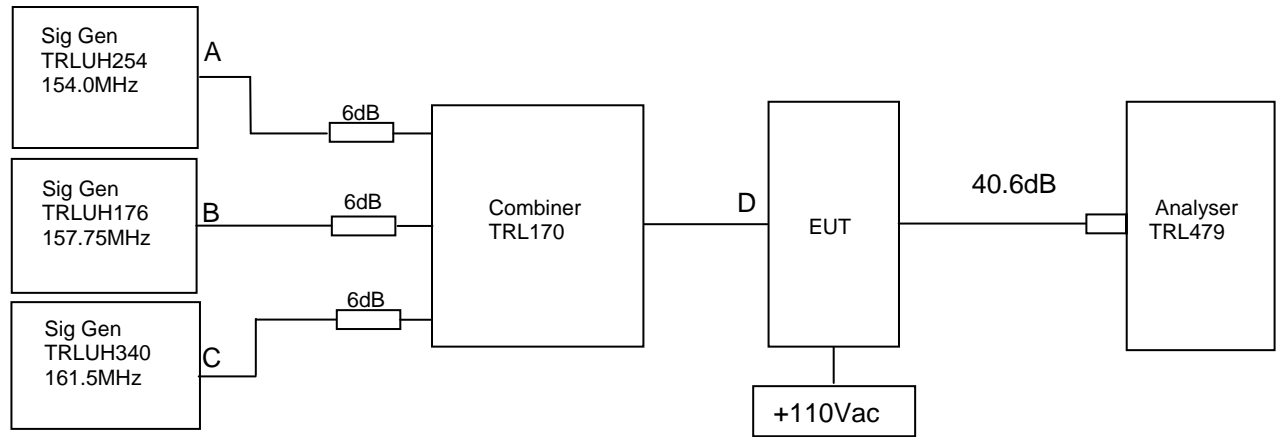 Sig Gen
TRLUH254
154.0MHz
A
6dB
Sig Gen
TRLUH176
157.75MHz
B
6dB
Sig Gen
TRLUH340
161.5MHz
C
6dB
Combiner
TRL170
D
EUT
+110Vac
40.6dB
Analyser
TRL479